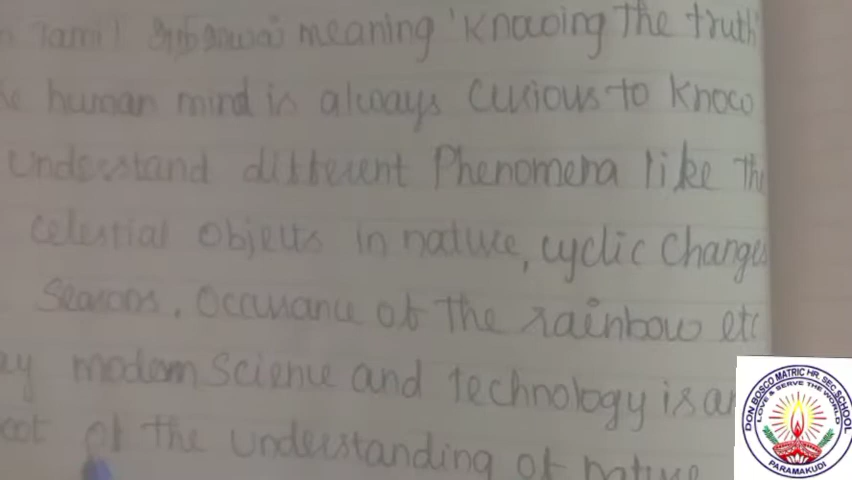 Tamil அறிவியல் meaning 'Knowing The truth'
human mind is always Curious to Know
Understand different Phenomena like The
Celestial Objects in nature, Cyclic Changes
Seasons, Occurance of The rainbow etc
modern Science and Technology is an
of the understanding of nature
DON BOSCO MATRIC HR. SEC SCHOOL
LOVE & SERVE THE WORLD
PARAMAKUDI